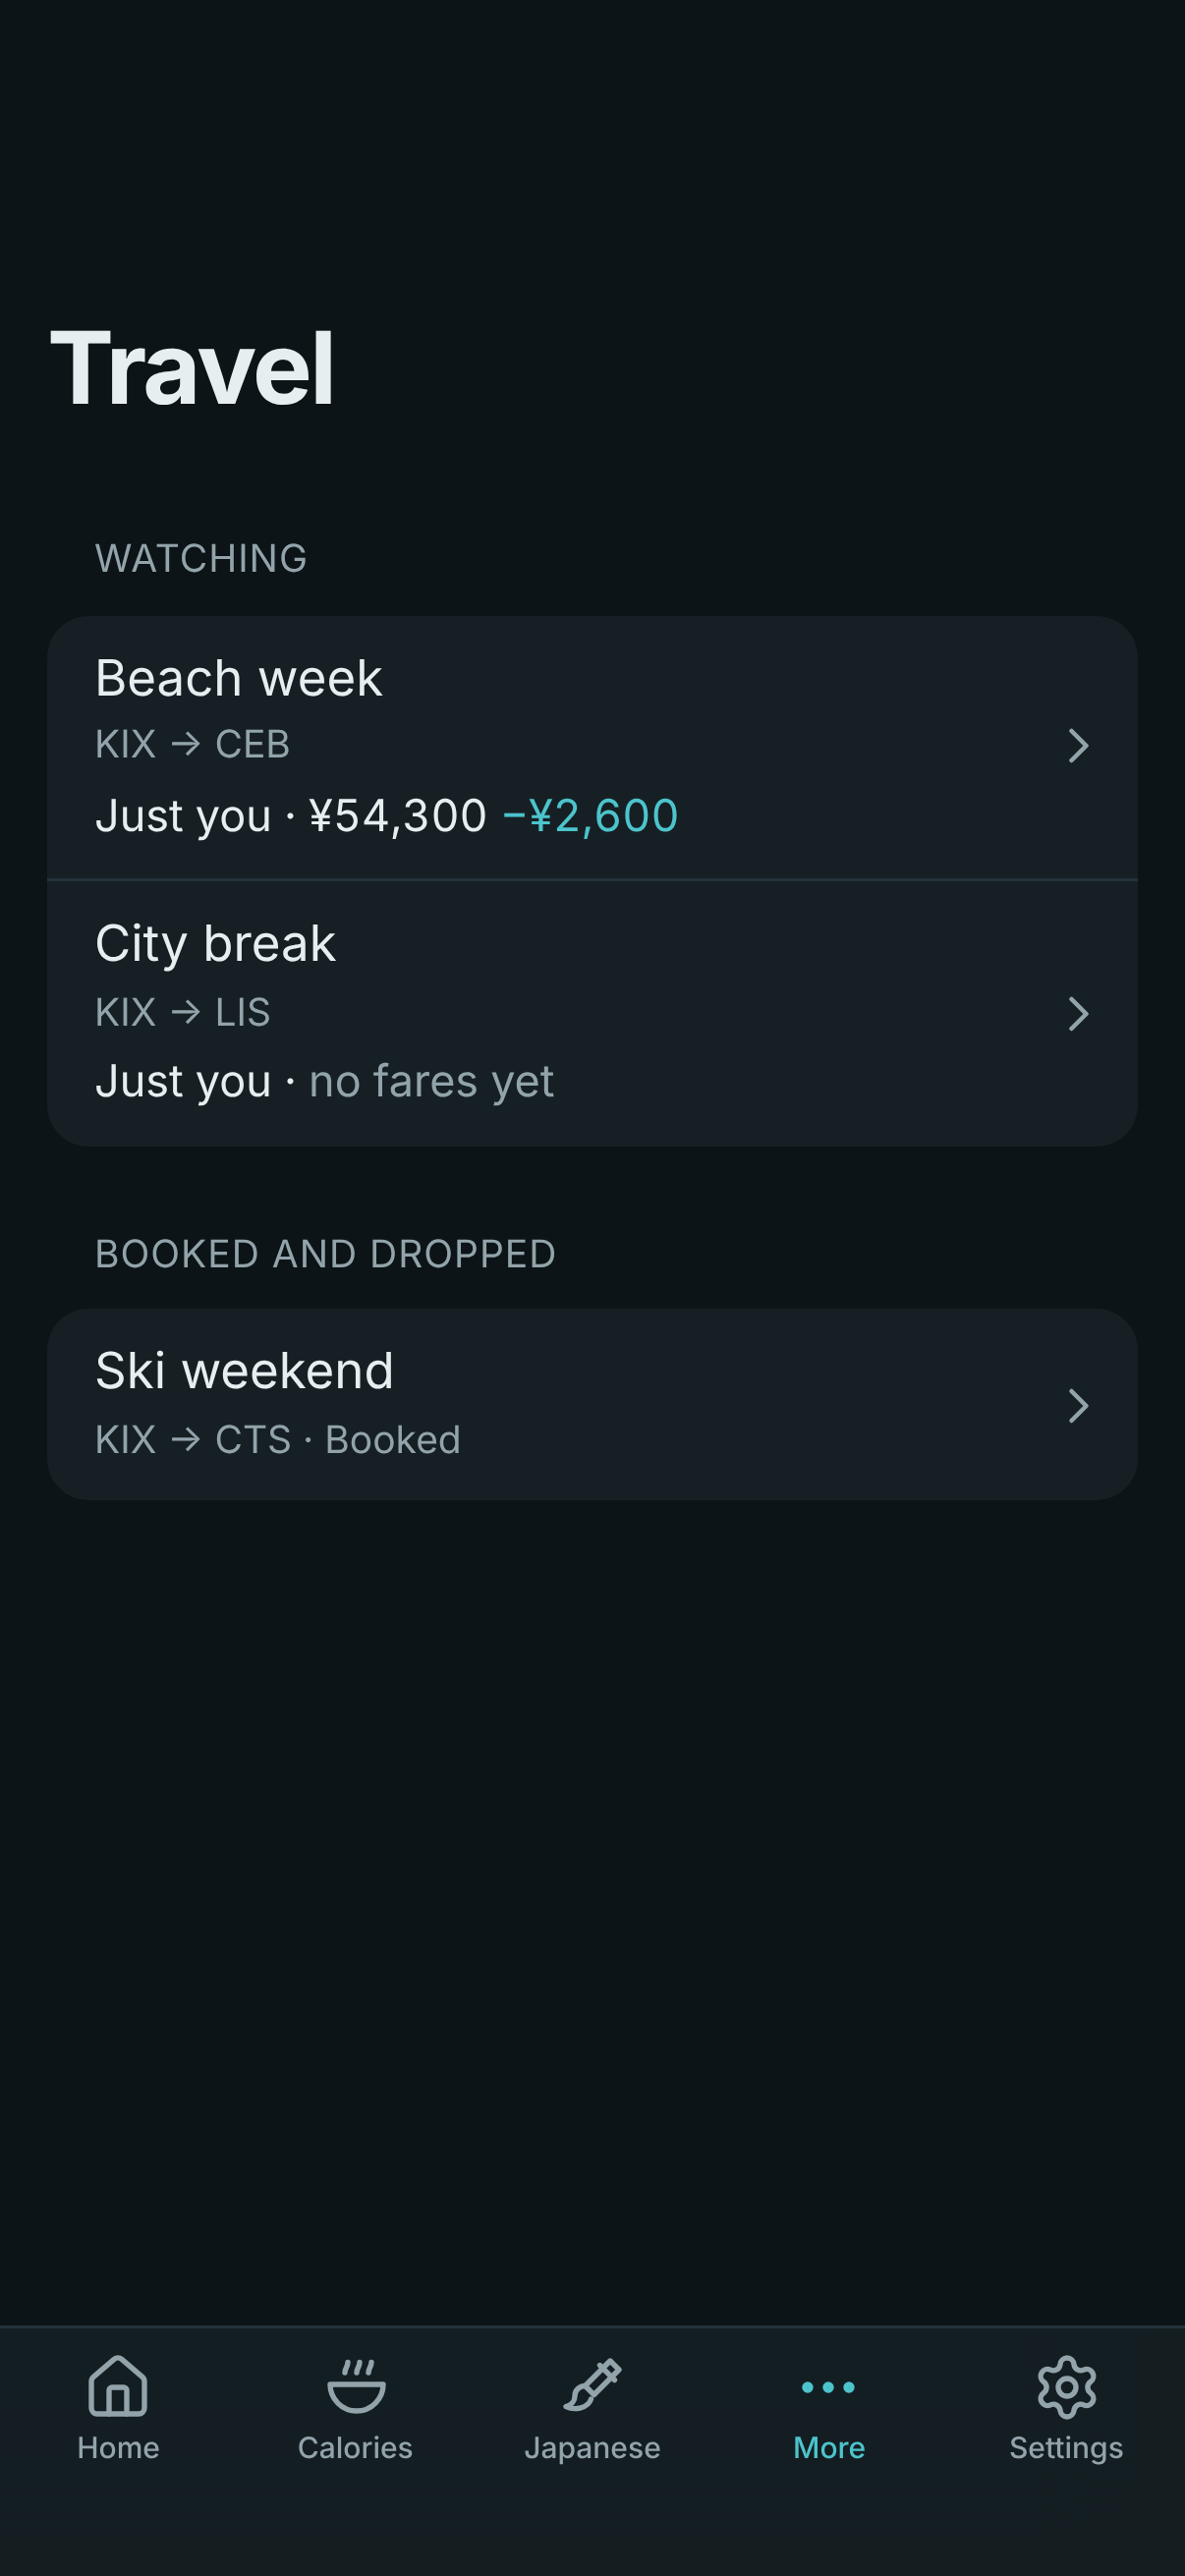 Travel
WATCHING
Beach week
KIX → CEB
Just you · ¥54,300 −¥2,600
City break
KIX → LIS
Just you · no fares yet
BOOKED AND DROPPED
Ski weekend
KIX → CTS · Booked
Home
Calories
Japanese
More
Settings